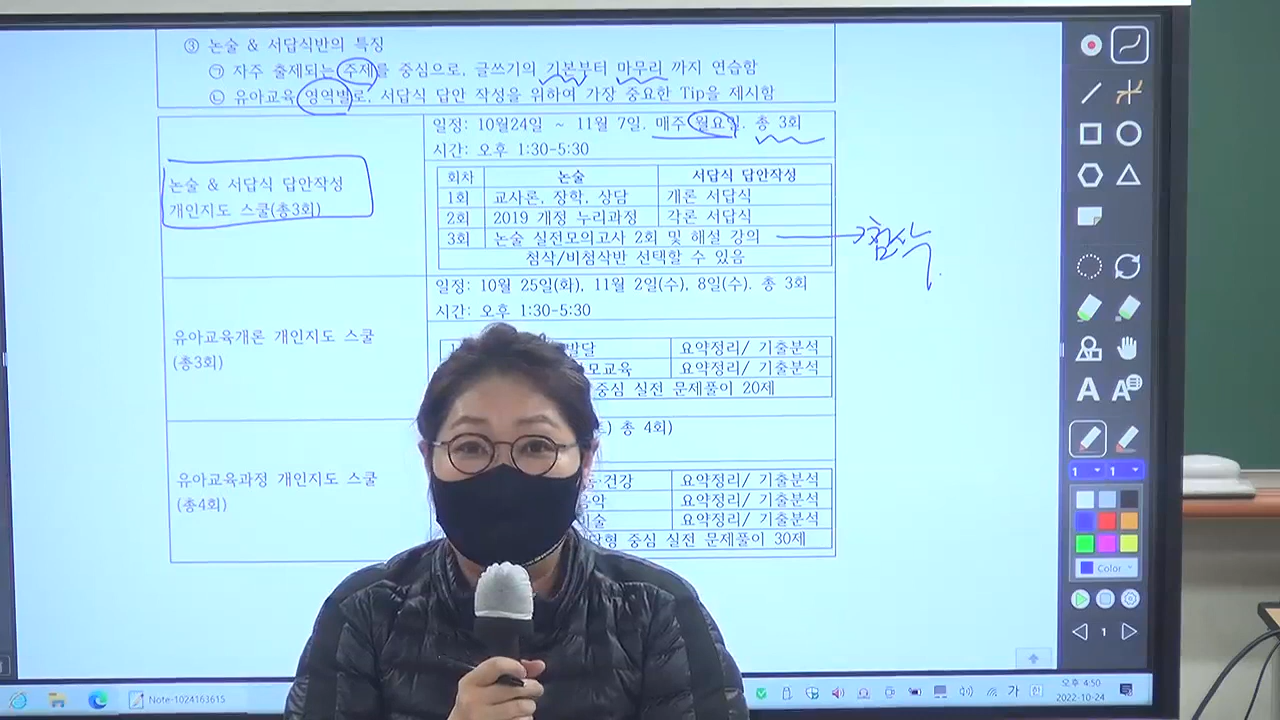 ③ 논술 & 서답식반의 특징
㉠ 자주 출제되는 주제를 중심으로, 글쓰기의 기본부터 마무리 까지 연습함
㉡ 유아교육 영역별로, 서답식 답안 작성을 위하여 가장 중요한 Tip을 제시함
논술 & 서답식 답안작성
개인지도 스쿨(총3회)
일정: 10월24일 ~ 11월 7일. 매주 월요일. 총 3회
시간: 오후 1:30-5:30
회차 논술 서답식 답안작성
1회 교사론, 장학, 상담 개론 서답식
2회 2019 개정 누리과정 각론 서답식
3회 논술 실전모의고사 2회 및 해설 강의
첨삭/비첨삭반 선택할 수 있음
첨삭
유아교육개론 개인지도 스쿨
(총3회)
일정: 10월 25일(화), 11월 2일(수), 8일(수). 총 3회
시간: 오후 1:30-5:30
발달 요약정리/ 기출분석
모교육 요약정리/ 기출분석
중심 실전 문제풀이 20제
유아교육과정 개인지도 스쿨
(총4회)
총 4회)
건강 요약정리/ 기출분석
요약정리/ 기출분석
요약정리/ 기출분석
중심 실전 문제풀이 30제
1 1
Color
1
Note-1024163615
가 한
오후 4:50
2022-10-24